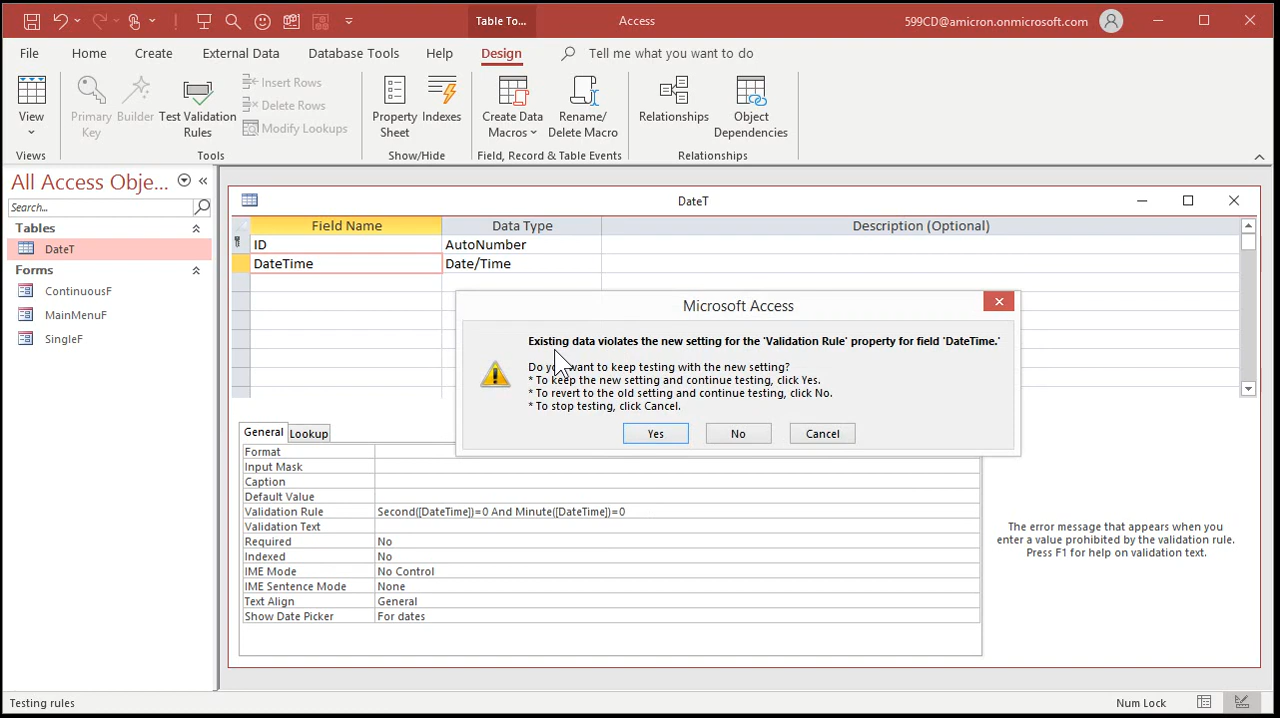 Table To...
Access
599CD@amicron.onmicrosoft.com
File
Home
Create
External Data
Database Tools
Help
Design
Tell me what you want to do
View
Primary Key
Builder
Test Validation Rules
Insert Rows
Delete Rows
Modify Lookups
Property Sheet
Indexes
Create Data Macros
Rename/ Delete Macro
Relationships
Object Dependencies
Views
Tools
Show/Hide
Field, Record & Table Events
Relationships
All Access Obje...
Search...
Tables
DateT
Forms
ContinuousF
MainMenuF
SingleF
DateT
Field Name
Data Type
Description (Optional)
ID
AutoNumber
DateTime
Date/Time
Microsoft Access
Existing data violates the new setting for the 'Validation Rule' property for field 'DateTime.'
Do you want to keep testing with the new setting?
* To keep the new setting and continue testing, click Yes.
* To revert to the old setting and continue testing, click No.
* To stop testing, click Cancel.
Yes
No
Cancel
General
Lookup
Format
Input Mask
Caption
Default Value
Validation Rule
Second([DateTime])=0 And Minute([DateTime])=0
Validation Text
Required
No
Indexed
No
IME Mode
No Control
IME Sentence Mode
None
Text Align
General
Show Date Picker
For dates
The error message that appears when you
enter a value prohibited by the validation rule.
Press F1 for help on validation text.
Testing rules
Num Lock